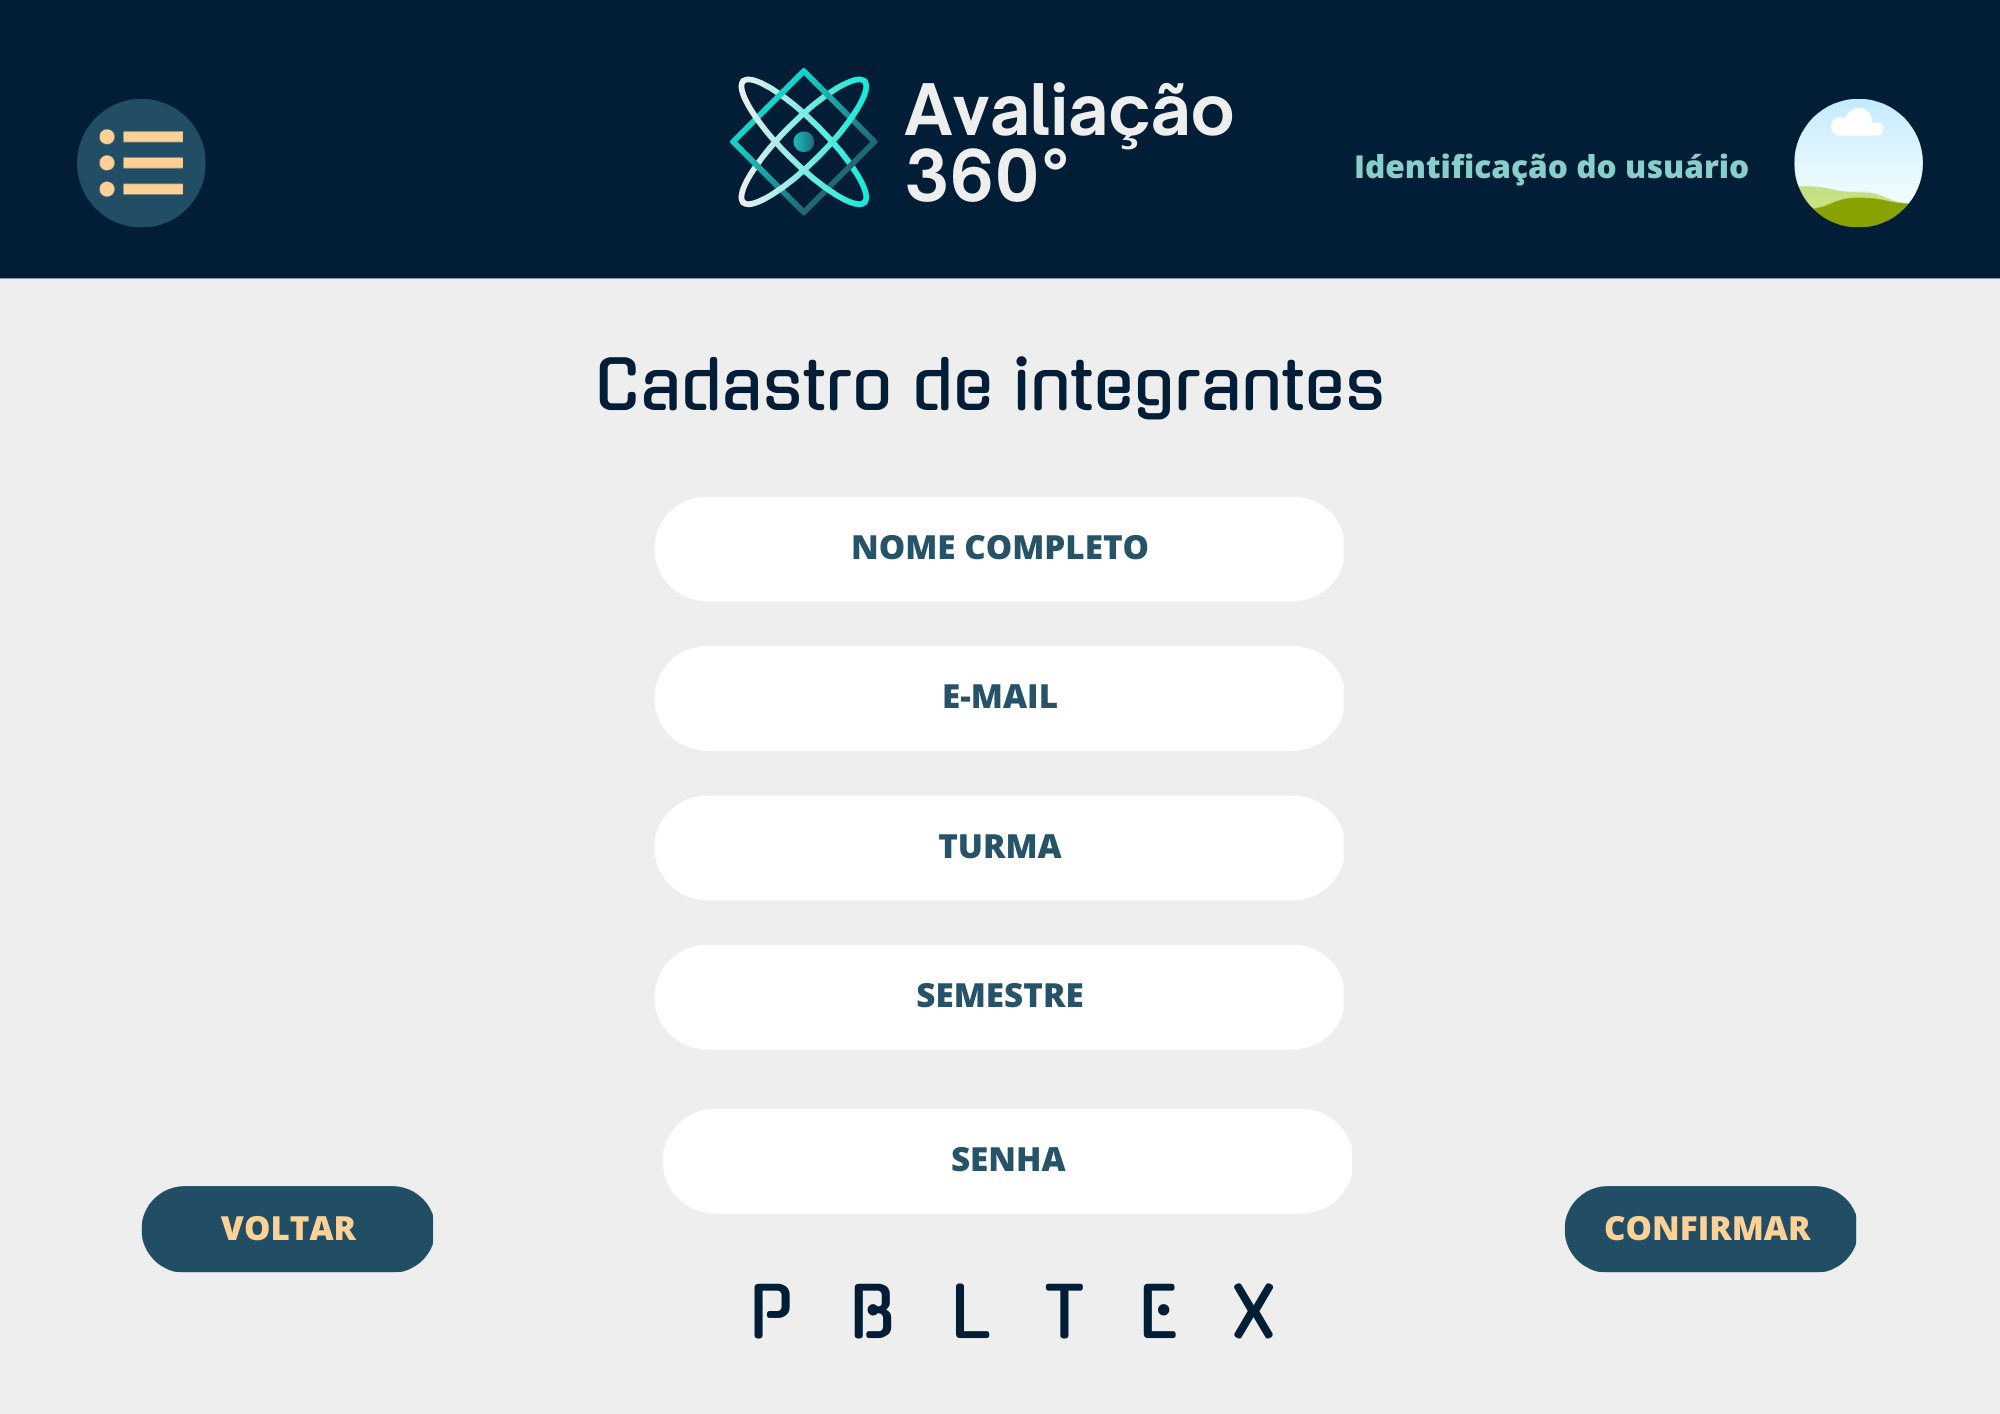 Avaliação
360°
Identificação do usuário
Cadastro de integrantes
NOME COMPLETO
E-MAIL
TURMA
SEMESTRE
SENHA
VOLTAR
CONFIRMAR
P B L T E X